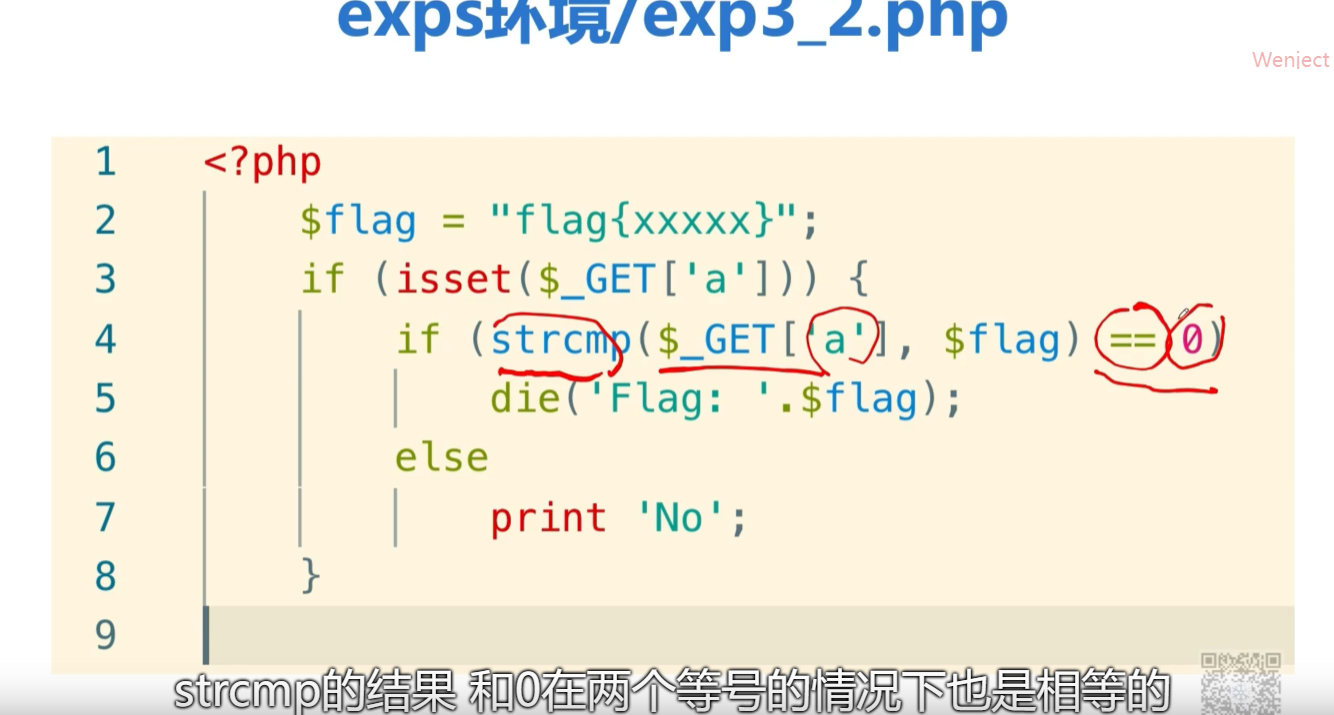 exps环境/exp3_2.php
Wenject
1 <?php
2 $flag = "flag{xxxxx}";
3 if (isset($_GET['a'])) {
4 if (strcmp($_GET['a'], $flag) == 0)
5 die('Flag: '.$flag);
6 else
7 print 'No';
8 }
9
strcmp的结果 和0在两个等号的情况下也是相等的